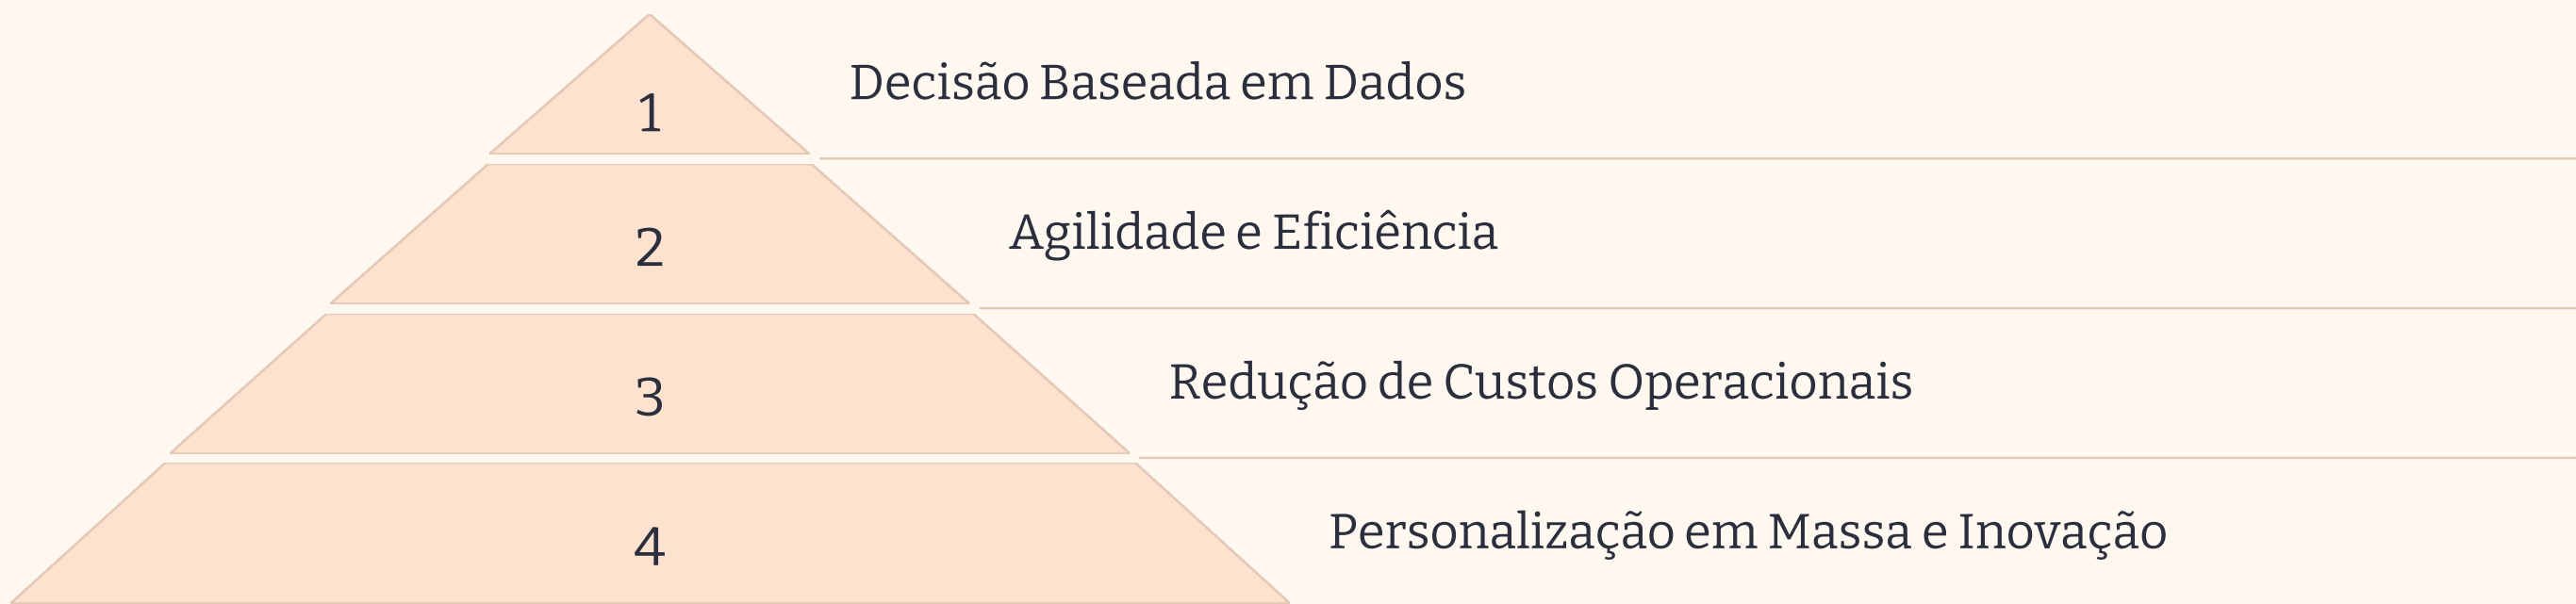 1
Decisão Baseada em Dados
2
Agilidade e Eficiência
3
Redução de Custos Operacionais
4
Personalização em Massa e Inovação